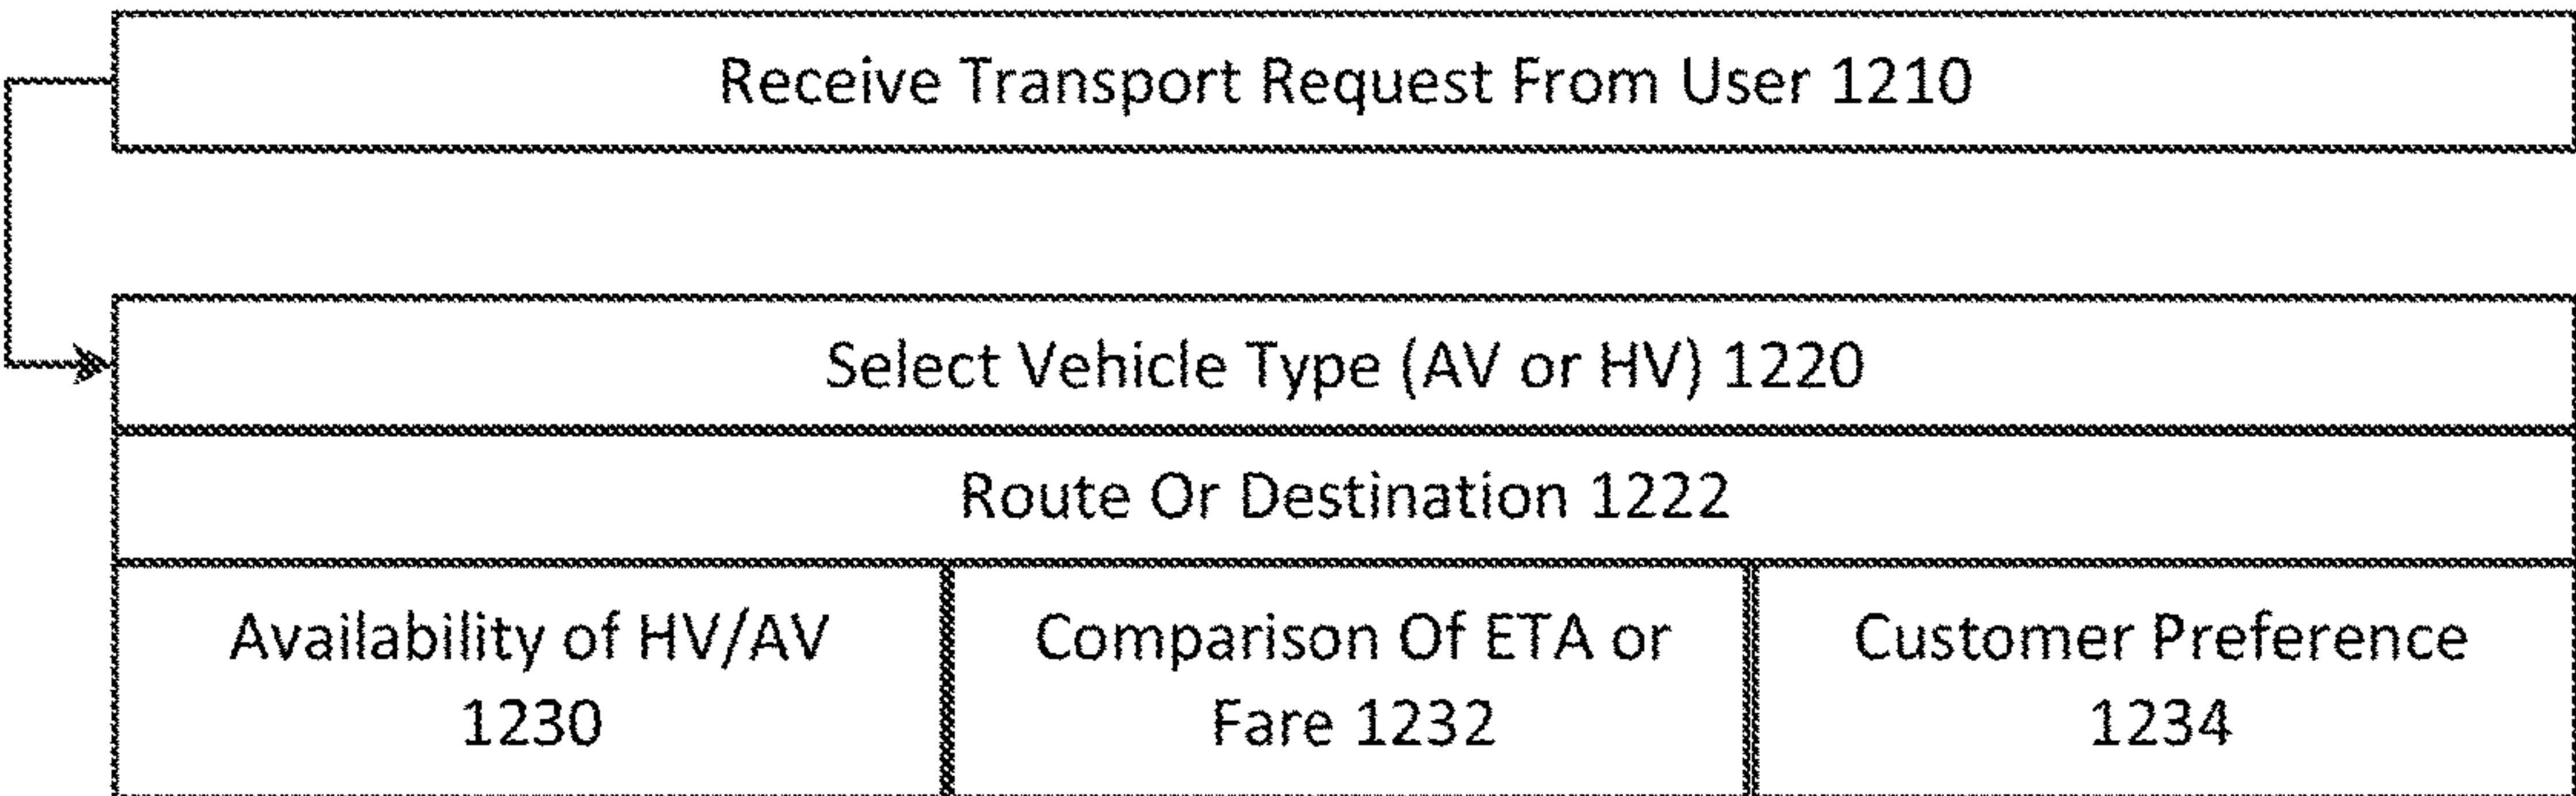 Receive Transport Request From User 1210
Select Vehicle Type (AV or HV) 1220
Route Or Destination 1222
Availability of HV/AV
1230
Comparison Of ETA or
Fare 1232
Customer Preference
1234